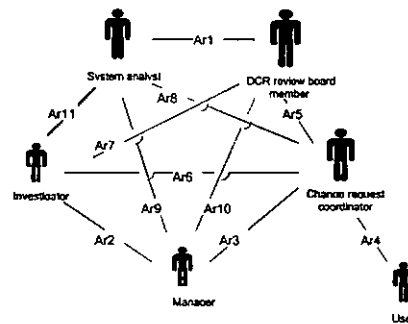 Ar1
System analyst
DCR review board
member
Ar8
Ar5
Ar11
Ar7
Investigator
Ar6
Change request
coordinator
Ar9
Ar10
Ar2
Ar3
Ar4
Manager
Use